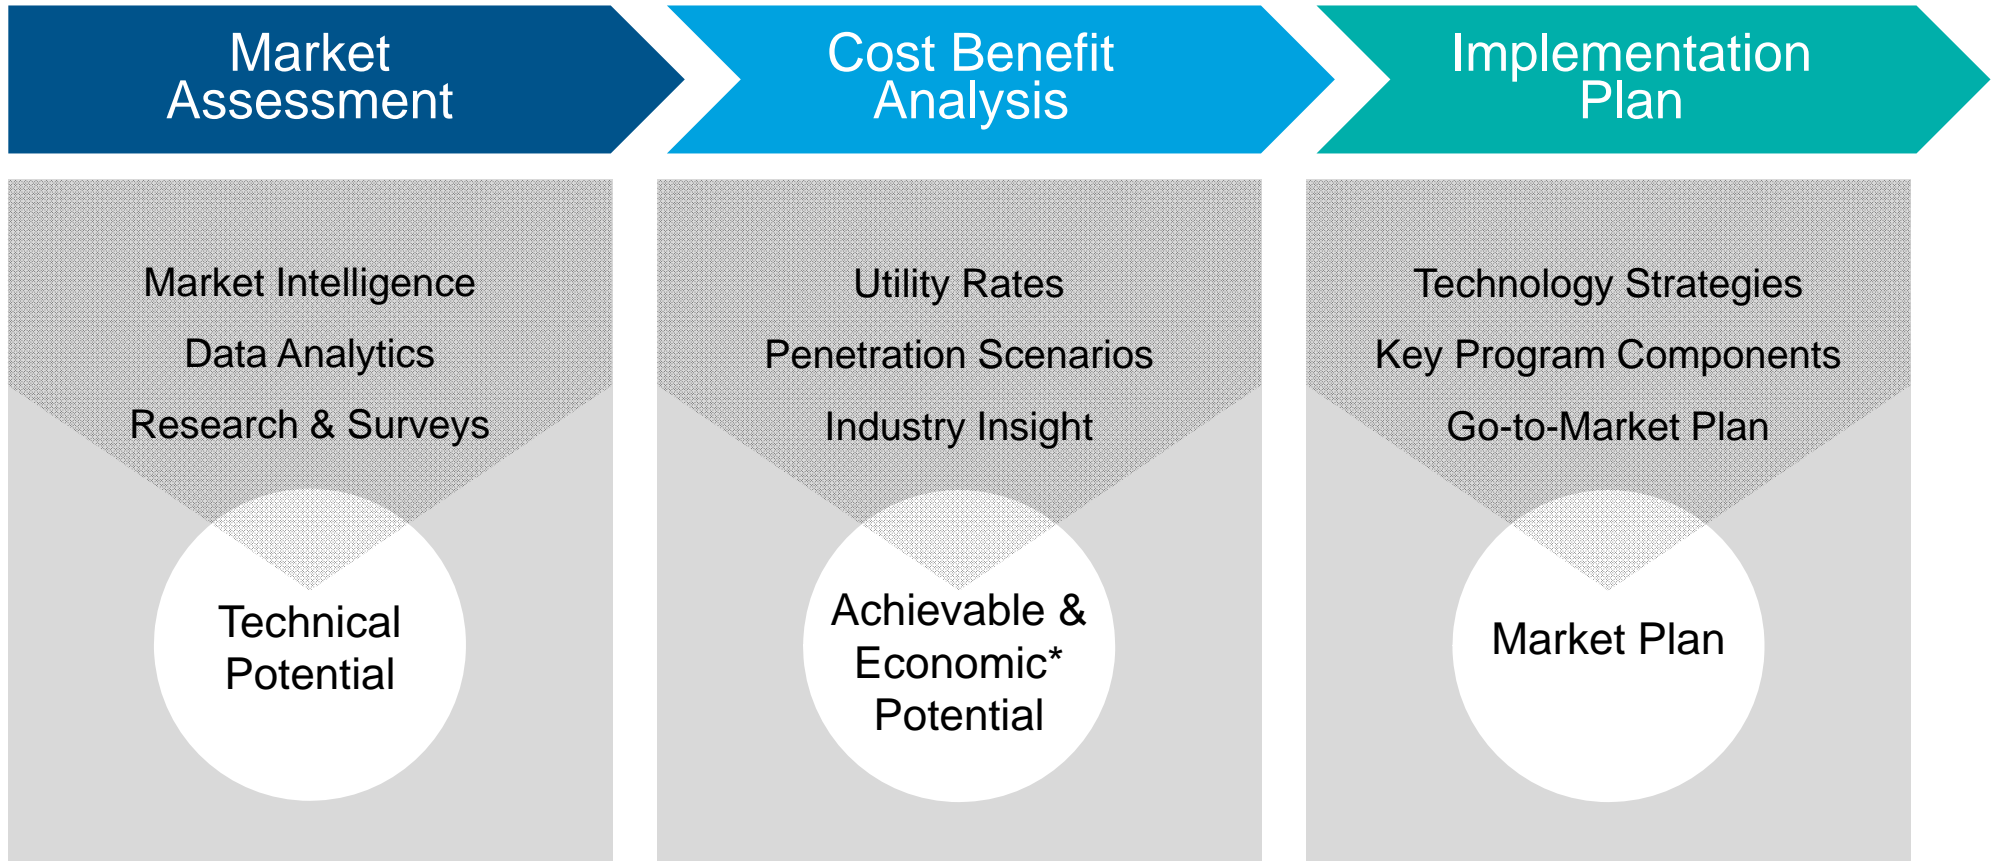 Market
Assessment
Cost Benefit
Analysis
Implementation
Plan
Market Intelligence
Data Analytics
Research & Surveys
Technical
Potential
Utility Rates
Penetration Scenarios
Industry Insight
Achievable &
Economic*
Potential
Technology Strategies
Key Program Components
Go-to-Market Plan
Market Plan